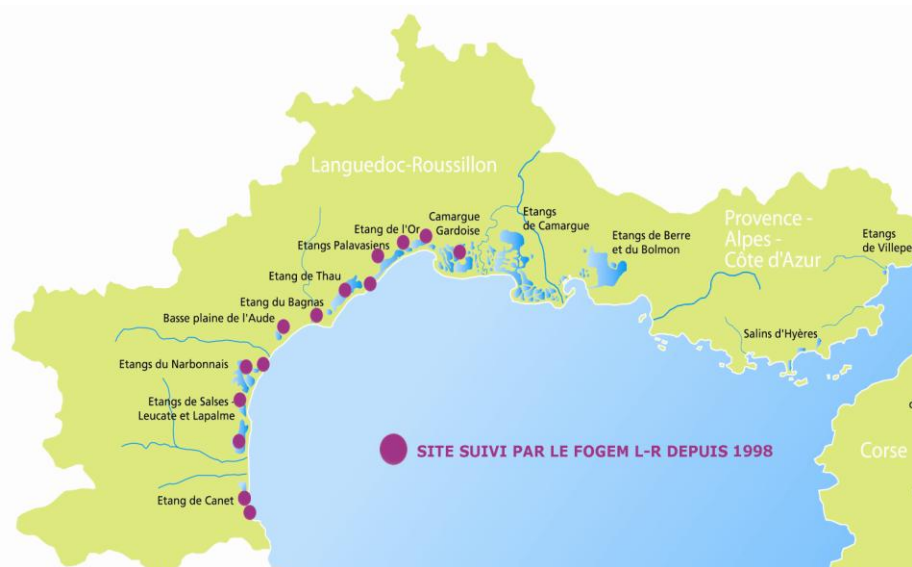 Languedoc-Roussillon
Etang de l'Or
Camargue
Gardoise
Etangs
de Camargue
Etangs Palavasiens
Etangs de Berre
et du Bolmon
Provence -
Alpes -
Côte d'Azur
Etangs
de Villepe
Etang de Thau
Etang du Bagnas
Basse plaine de l'Aude
Salins d'Hyères
Etangs du Narbonnais
Etangs de Salses -
Leucate et Lapalme
SITE SUIVI PAR LE FOGEM L-R DEPUIS 1998
Corse
Etang de Canet